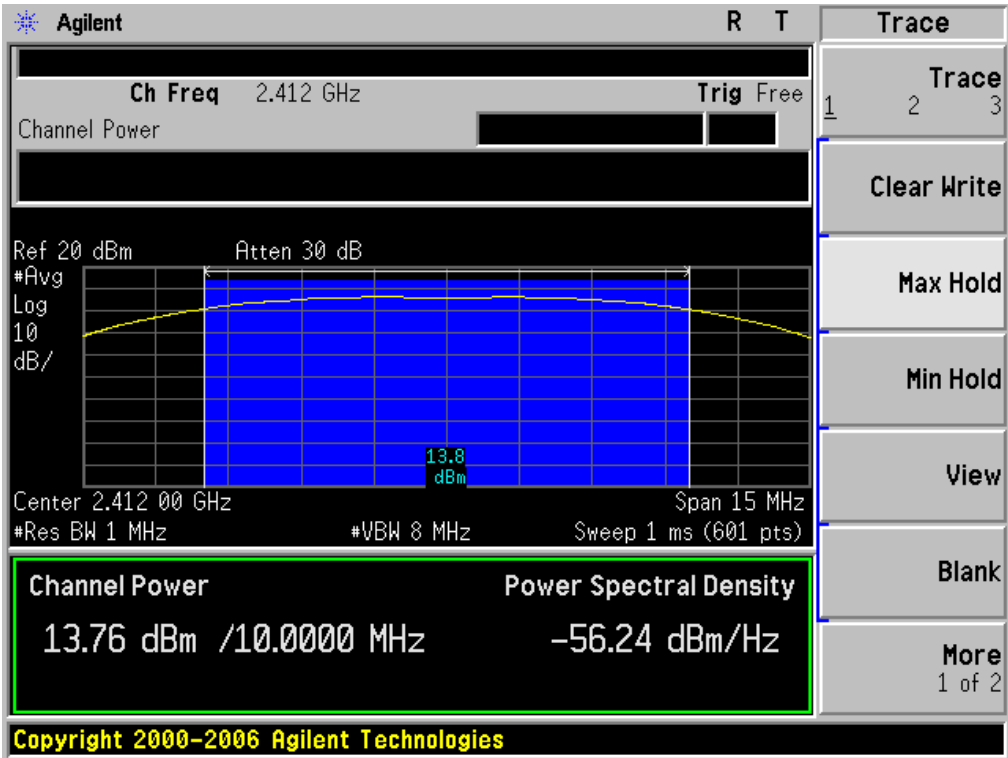 Agilent R T
Ch Freq 2.412 GHz Trig Free
Channel Power
Ref 20 dBm Atten 30 dB
#Avg
Log
10
dB/
13.8
dBm
Center 2.412 00 GHz Span 15 MHz
#Res BW 1 MHz #VBW 8 MHz Sweep 1 ms (601 pts)
Channel Power Power Spectral Density
13.76 dBm /10.0000 MHz -56.24 dBm/Hz
Copyright 2000-2006 Agilent Technologies
Trace
Trace
1 2 3
Clear Write
Max Hold
Min Hold
View
Blank
More
1 of 2